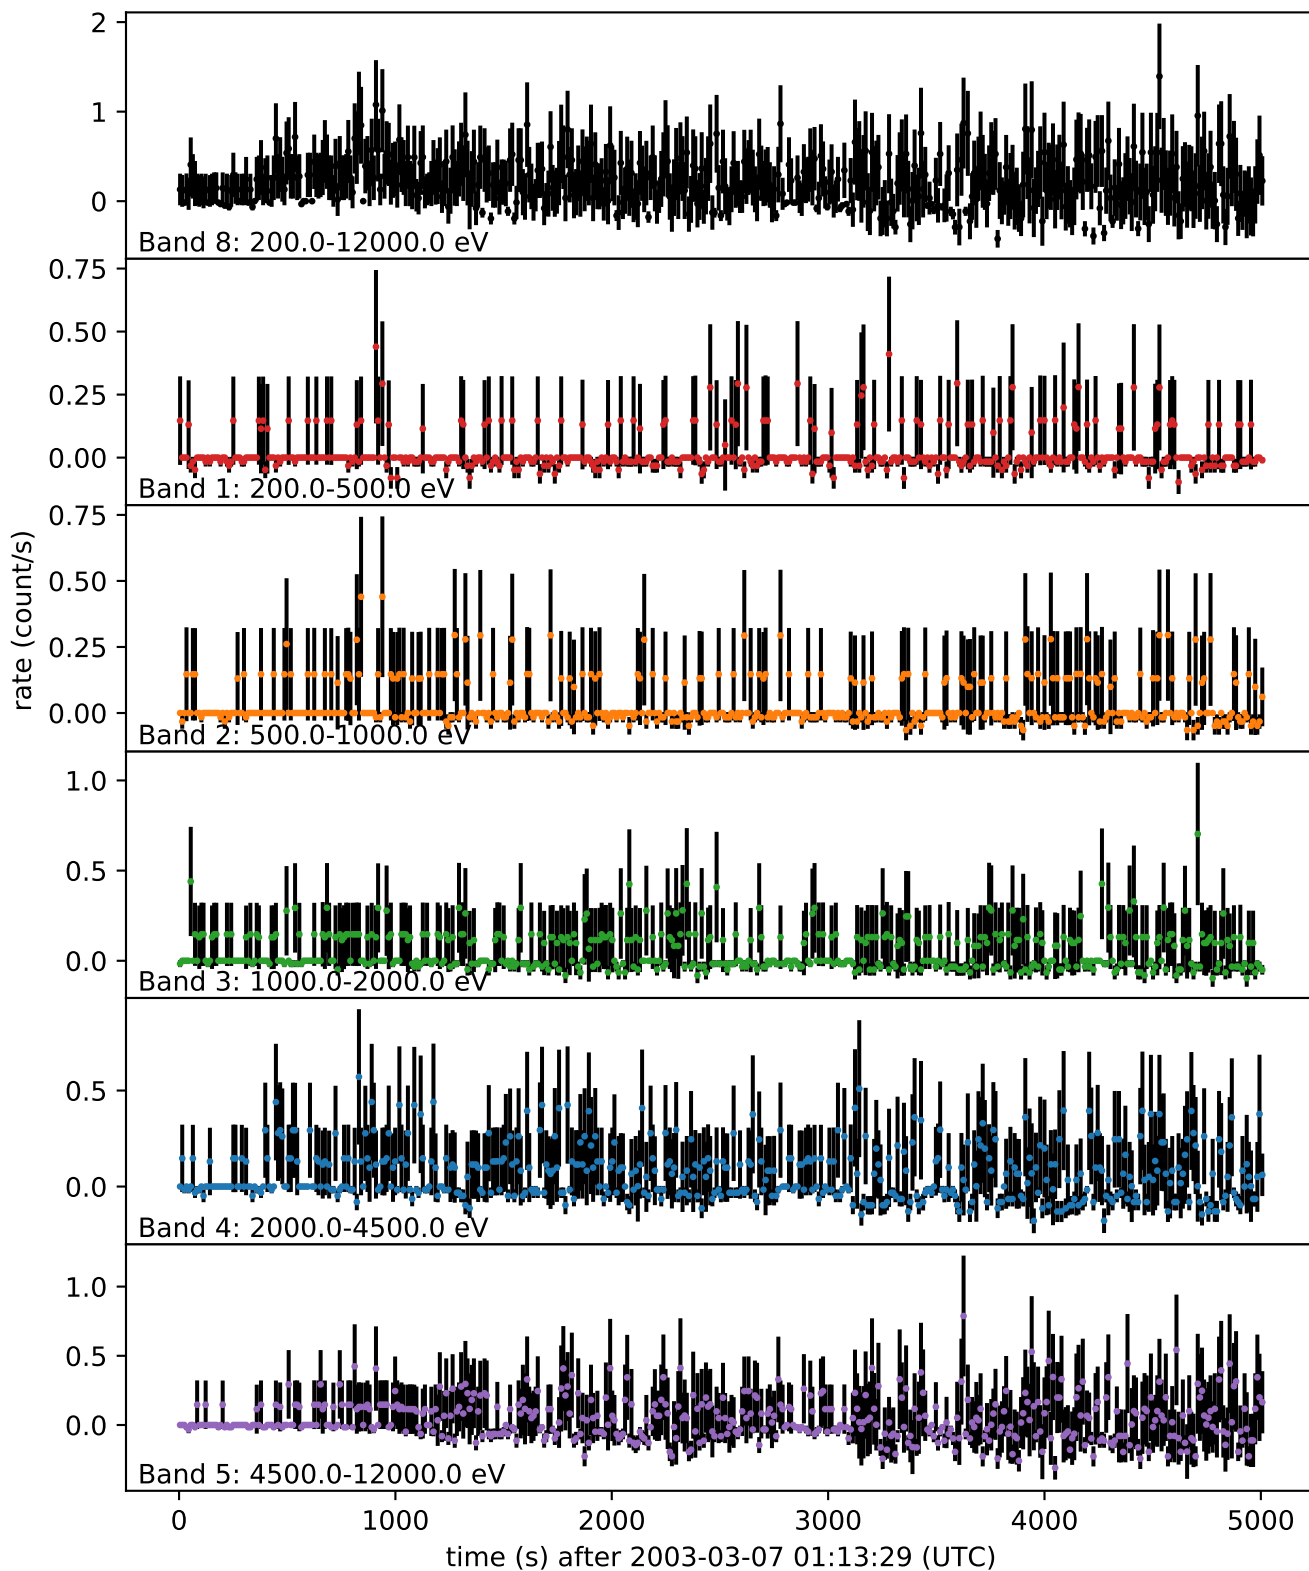 2
1
0
Band 8: 200.0-12000.0 eV
0.75
0.50
0.25
0.00
Band 1: 200.0-500.0 eV
0.75
0.50
0.25
0.00
Band 2: 500.0-1000.0 eV
rate (count/s)
1.0
0.5
0.0
Band 3: 1000.0-2000.0 eV
0.5
0.0
Band 4: 2000.0-4500.0 eV
1.0
0.5
0.0
Band 5: 4500.0-12000.0 eV
0 1000 2000 3000 4000 5000
time (s) after 2003-03-07 01:13:29 (UTC)